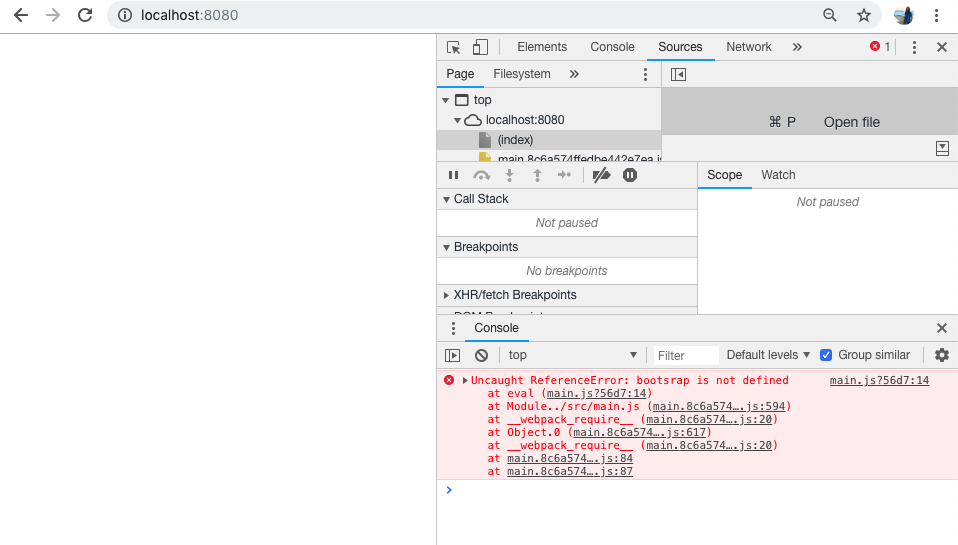 localhost:8080
Elements Console Sources Network » 1
Page Filesystem »
top
localhost:8080
(index)
main.8c6a574ffedbe442e7ea.js
⌘ P Open file
Scope Watch
Call Stack
Not paused
Not paused
Breakpoints
No breakpoints
XHR/fetch Breakpoints
Console
top Filter Default levels Group similar
Uncaught ReferenceError: bootsrap is not defined main.js?56d7:14
at eval (main.js?56d7:14)
at Module../src/main.js (main.8c6a574….js:594)
at __webpack_require__ (main.8c6a574….js:20)
at Object.0 (main.8c6a574….js:617)
at __webpack_require__ (main.8c6a574….js:20)
at main.8c6a574….js:84
at main.8c6a574….js:87